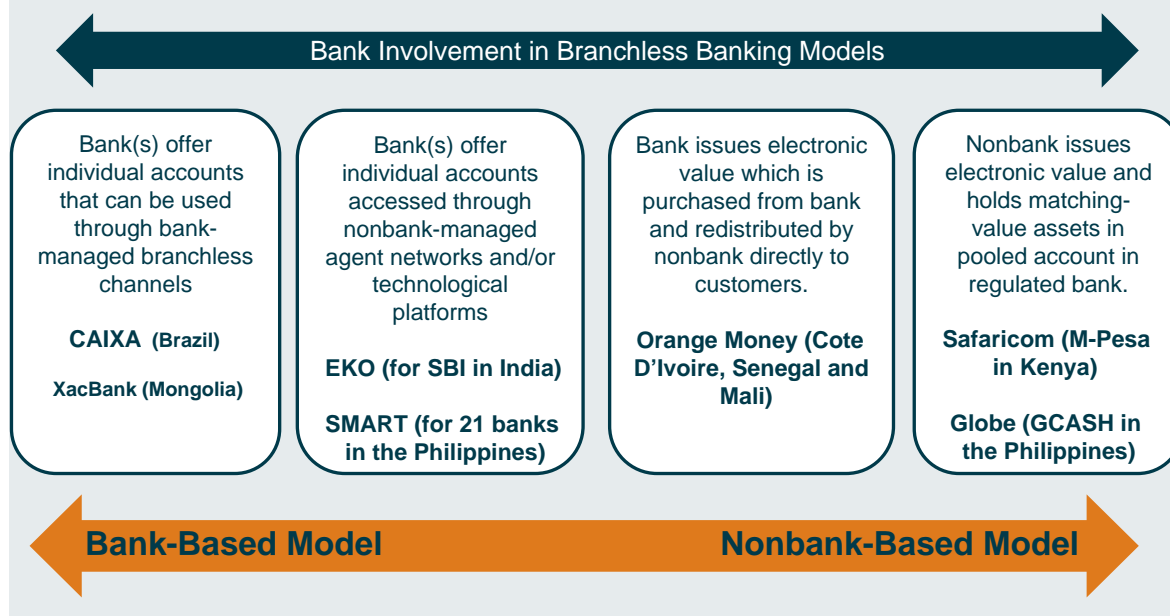 Bank Involvement in Branchless Banking Models
Bank(s) offer
individual accounts
that can be used
through bank-
managed branchless
channels
CAIXA (Brazil)
XacBank (Mongolia)
Bank(s) offer
individual accounts
accessed through
nonbank-managed
agent networks and/or
technological
platforms
EKO (for SBI in India)
SMART (for 21 banks
in the Philippines)
Bank issues electronic
value which is
purchased from bank
and redistributed by
nonbank directly to
customers.
Orange Money (Cote
D'Ivoire, Senegal and
Mali)
Nonbank issues
electronic value and
holds matching-
value assets in
pooled account in
regulated bank.
Safaricom (M-Pesa
in Kenya)
Globe (GCASH in
the Philippines)
Bank-Based Model
Nonbank-Based Model